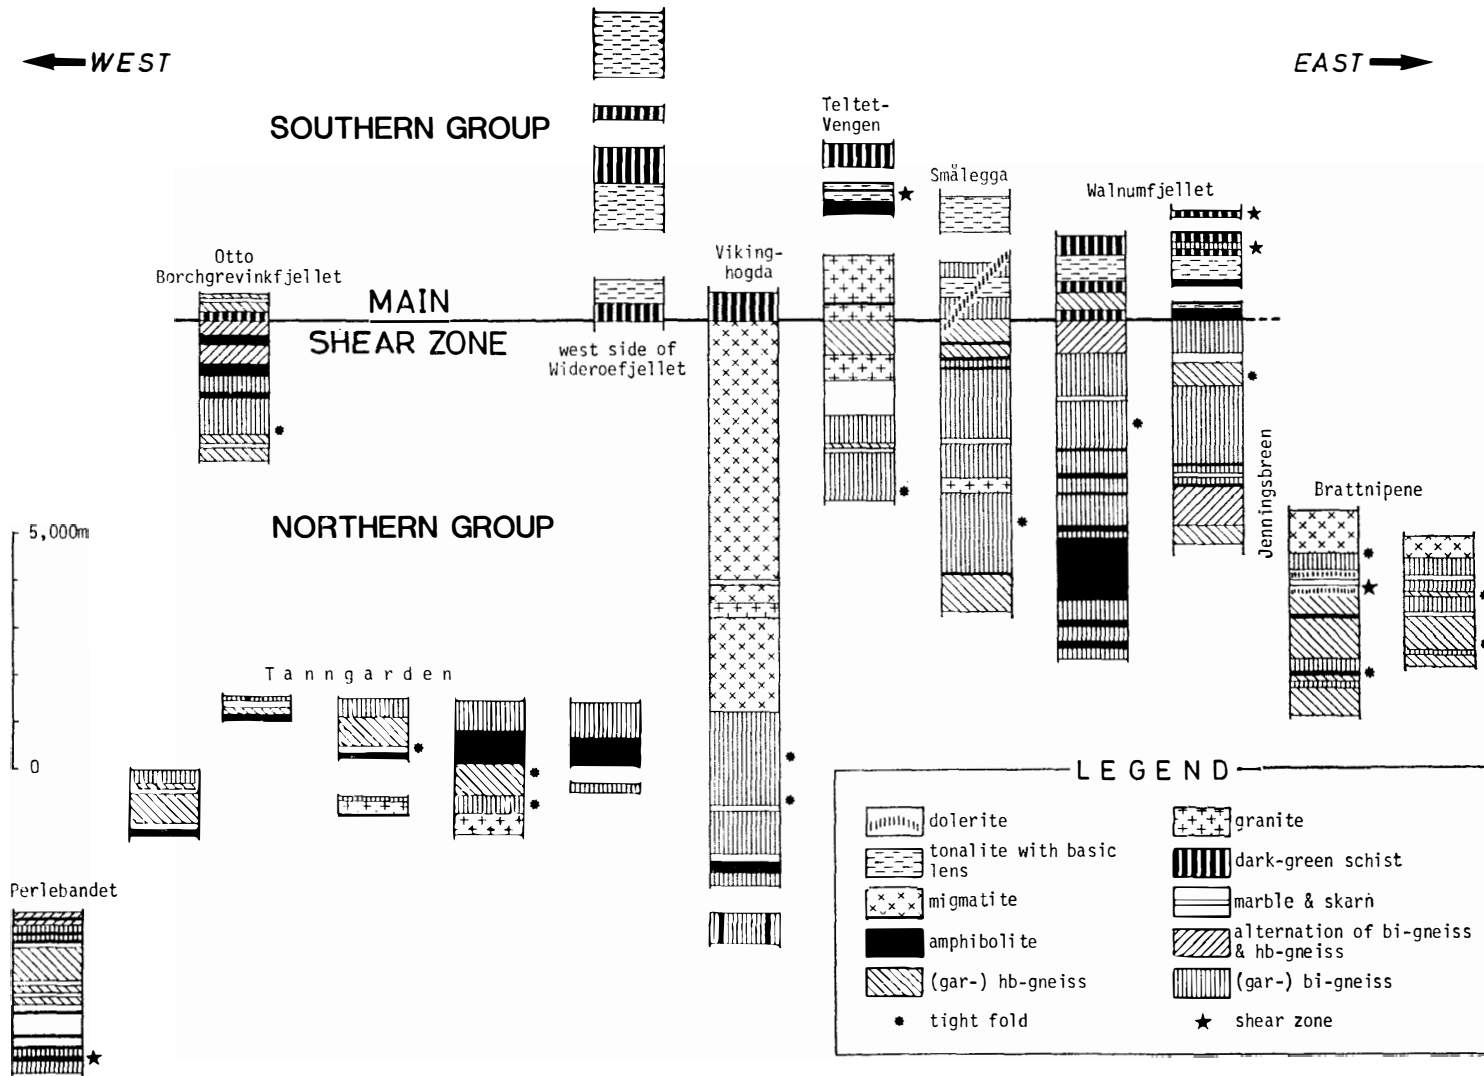 WEST
EAST
SOUTHERN GROUP
Teltet-
Vengen
Smålegga
Walnumfjellet
Otto
Borchgrevinkfjellet
Viking-
hogda
MAIN
SHEAR ZONE
west side of
Wideroefjellet
Jenningsbreen
Brattnipene
5,000m
NORTHERN GROUP
Tanngarden
0
Perlebandet
LEGEND
dolerite
granite
tonalite with basic
lens
dark-green schist
migmatite
marble & skarn
amphibolite
alternation of bi-gneiss
& hb-gneiss
(gar-) hb-gneiss
(gar-) bi-gneiss
tight fold
shear zone